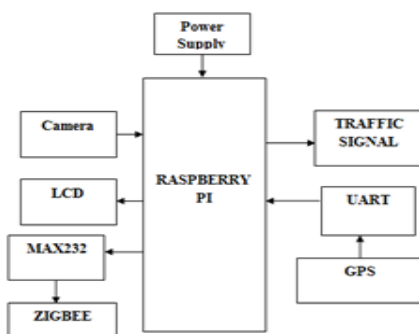 Power
Supply
Camera
TRAFFIC
SIGNAL
LCD
RASPBERRY
PI
UART
MAX232
GPS
ZIGBEE